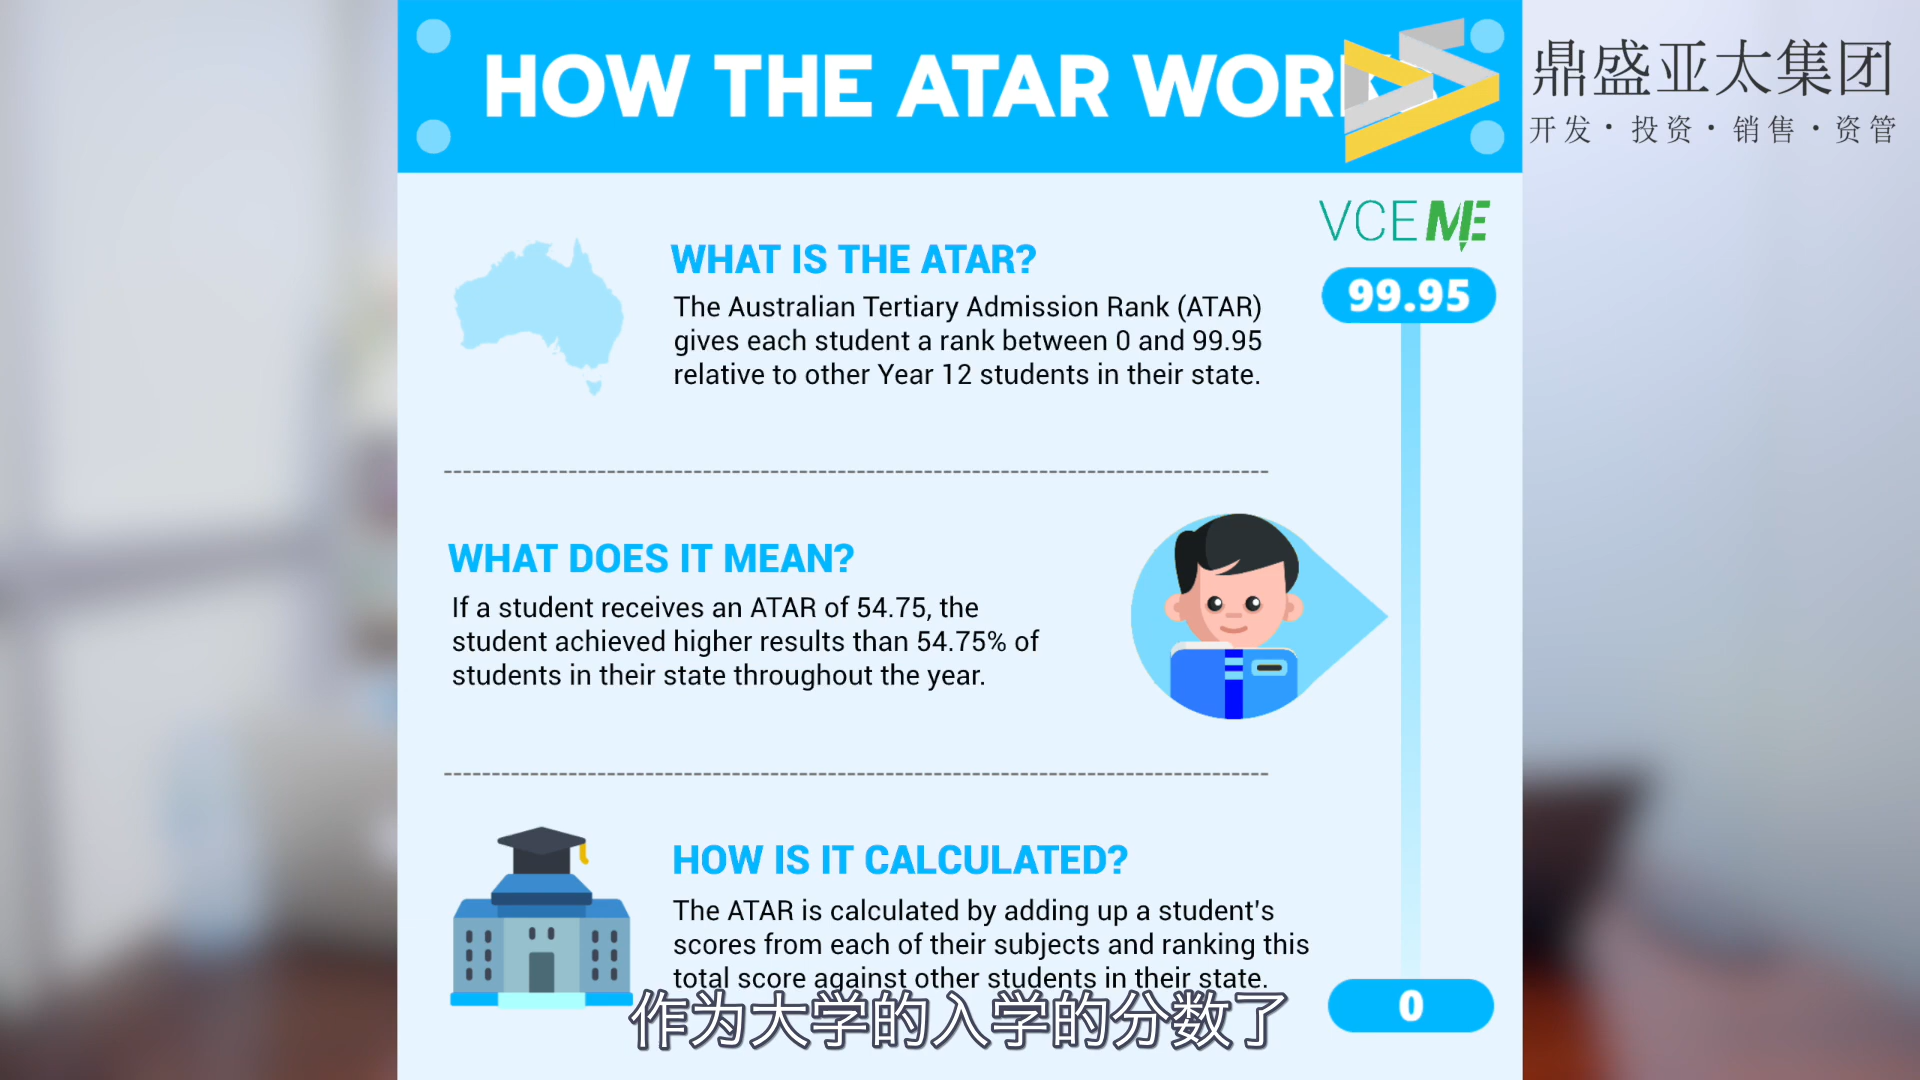 HOW THE ATAR WOR
鼎盛亚太集团
开发·投资·销售·资管
VCE ME
99.95
WHAT IS THE ATAR?
The Australian Tertiary Admission Rank (ATAR)
gives each student a rank between 0 and 99.95
relative to other Year 12 students in their state.
WHAT DOES IT MEAN?
If a student receives an ATAR of 54.75, the
student achieved higher results than 54.75% of
students in their state throughout the year.
HOW IS IT CALCULATED?
The ATAR is calculated by adding up a student's
scores from each of their subjects and ranking this
total score against other students in their state.
0
作为大学的入学的分数了